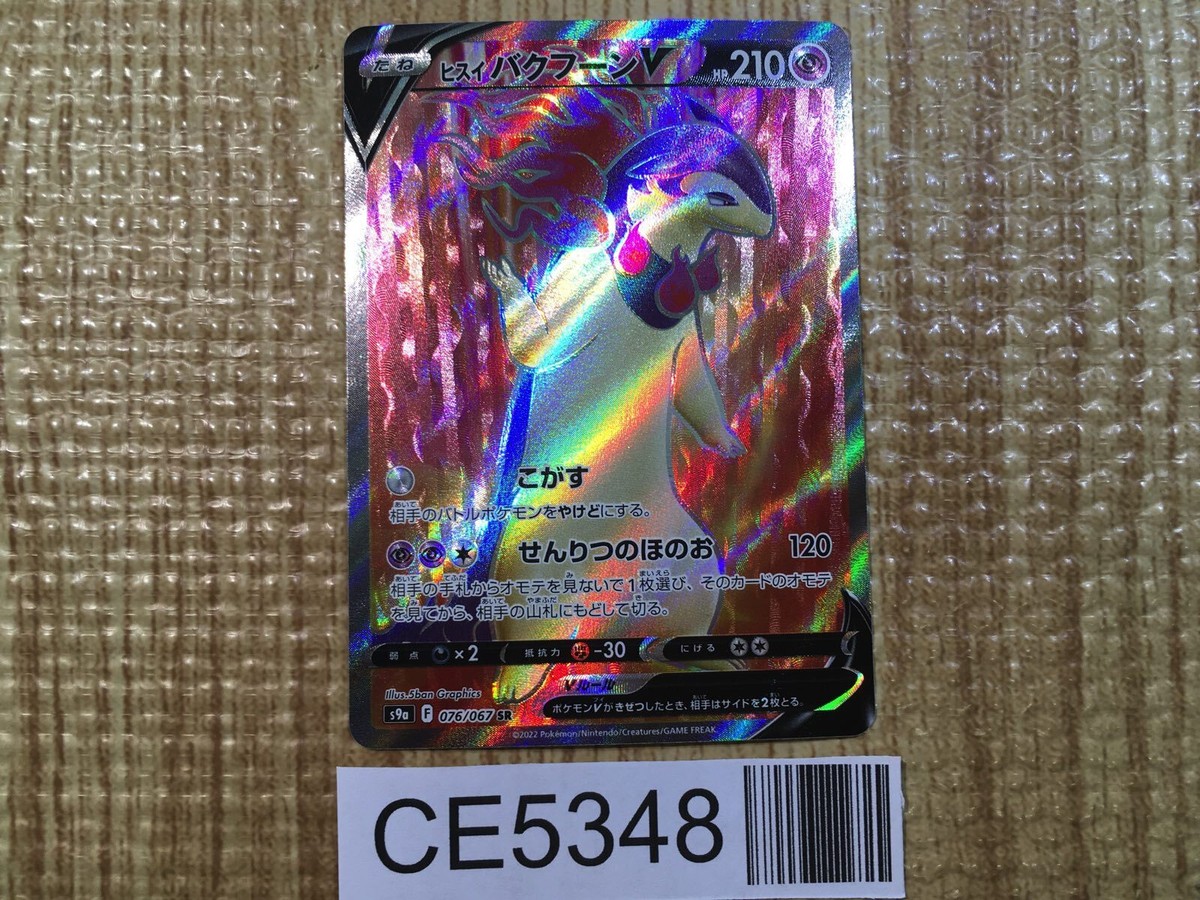 たね ヒスイ バクフーンV HP 210
こがす
相手のバトルポケモンをやけどにする。
せんりつのほのお 120
相手の手札からオモテを見ないで1枚選び、そのカードのオモテ
を見てから、相手の山札にもどして切る。
弱点 ×2 抵抗力 -30 にげる
Illus. 5ban Graphics
Vルール
ポケモンVがきぜつしたとき、相手はサイドを2枚とる。
s9a F 076/067 SR
©2022 Pokémon/Nintendo/Creatures/GAME FREAK
CE5348